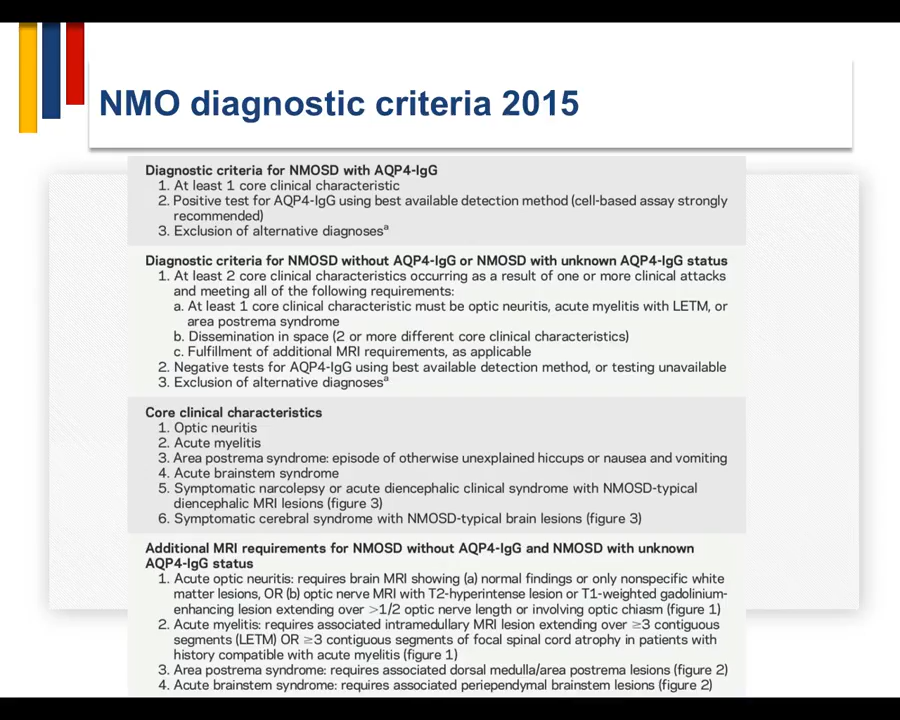 NMO diagnostic criteria 2015
Diagnostic criteria for NMOSD with AQP4-IgG
1. At least 1 core clinical characteristic
2. Positive test for AQP4-IgG using best available detection method (cell-based assay strongly
recommended)
3. Exclusion of alternative diagnosesᵃ
Diagnostic criteria for NMOSD without AQP4-IgG or NMOSD with unknown AQP4-IgG status
1. At least 2 core clinical characteristics occurring as a result of one or more clinical attacks
and meeting all of the following requirements:
a. At least 1 core clinical characteristic must be optic neuritis, acute myelitis with LETM, or
area postrema syndrome
b. Dissemination in space (2 or more different core clinical characteristics)
c. Fulfillment of additional MRI requirements, as applicable
2. Negative tests for AQP4-IgG using best available detection method, or testing unavailable
3. Exclusion of alternative diagnosesᵃ
Core clinical characteristics
1. Optic neuritis
2. Acute myelitis
3. Area postrema syndrome: episode of otherwise unexplained hiccups or nausea and vomiting
4. Acute brainstem syndrome
5. Symptomatic narcolepsy or acute diencephalic clinical syndrome with NMOSD-typical
diencephalic MRI lesions (figure 3)
6. Symptomatic cerebral syndrome with NMOSD-typical brain lesions (figure 3)
Additional MRI requirements for NMOSD without AQP4-IgG and NMOSD with unknown
AQP4-IgG status
1. Acute optic neuritis: requires brain MRI showing (a) normal findings or only nonspecific white
matter lesions, OR (b) optic nerve MRI with T2-hyperintense lesion or T1-weighted gadolinium-
enhancing lesion extending over >1/2 optic nerve length or involving optic chiasm (figure 1)
2. Acute myelitis: requires associated intramedullary MRI lesion extending over ≥3 contiguous
segments (LETM) OR ≥3 contiguous segments of focal spinal cord atrophy in patients with
history compatible with acute myelitis (figure 1)
3. Area postrema syndrome: requires associated dorsal medulla/area postrema lesions (figure 2)
4. Acute brainstem syndrome: requires associated periependymal brainstem lesions (figure 2)